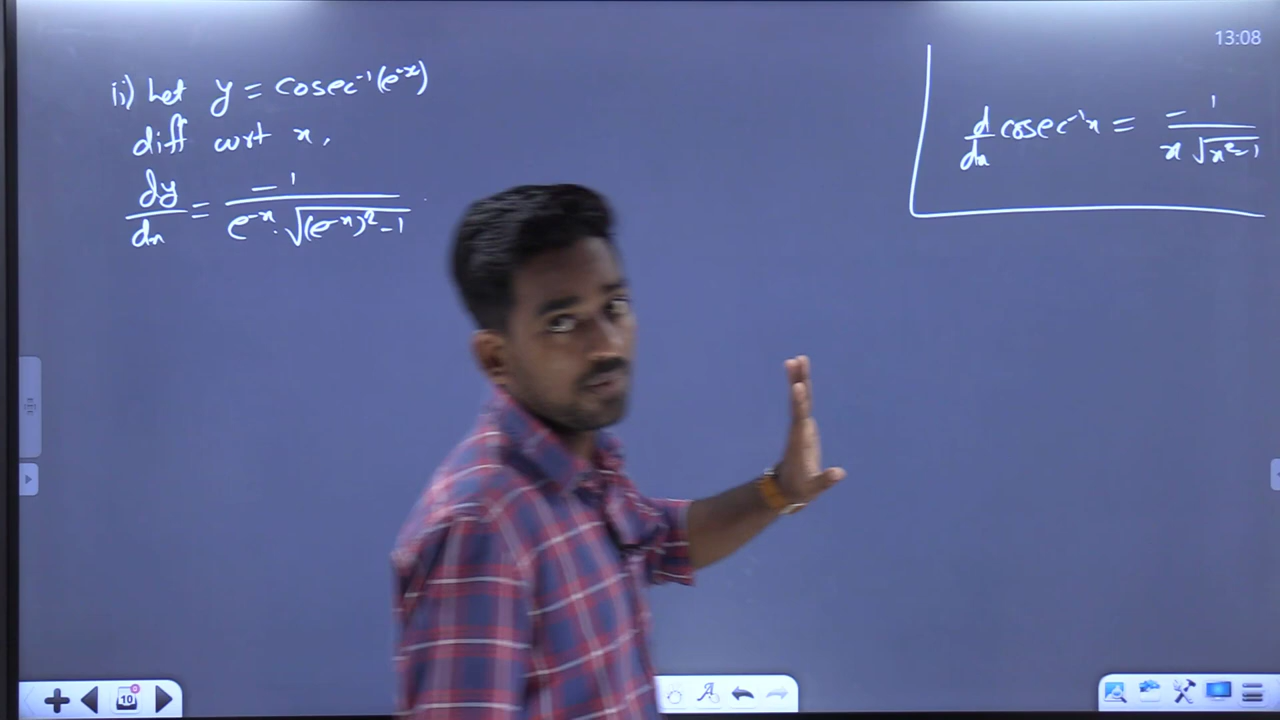 13:08
ii) Let y = cosec⁻¹(e⁻ˣ)
diff wrt x,
dy/dx = -1/(e⁻ˣ.√((e⁻ˣ)²-1))
d/dx cosec⁻¹x = -1/(x√(x²-1))
10